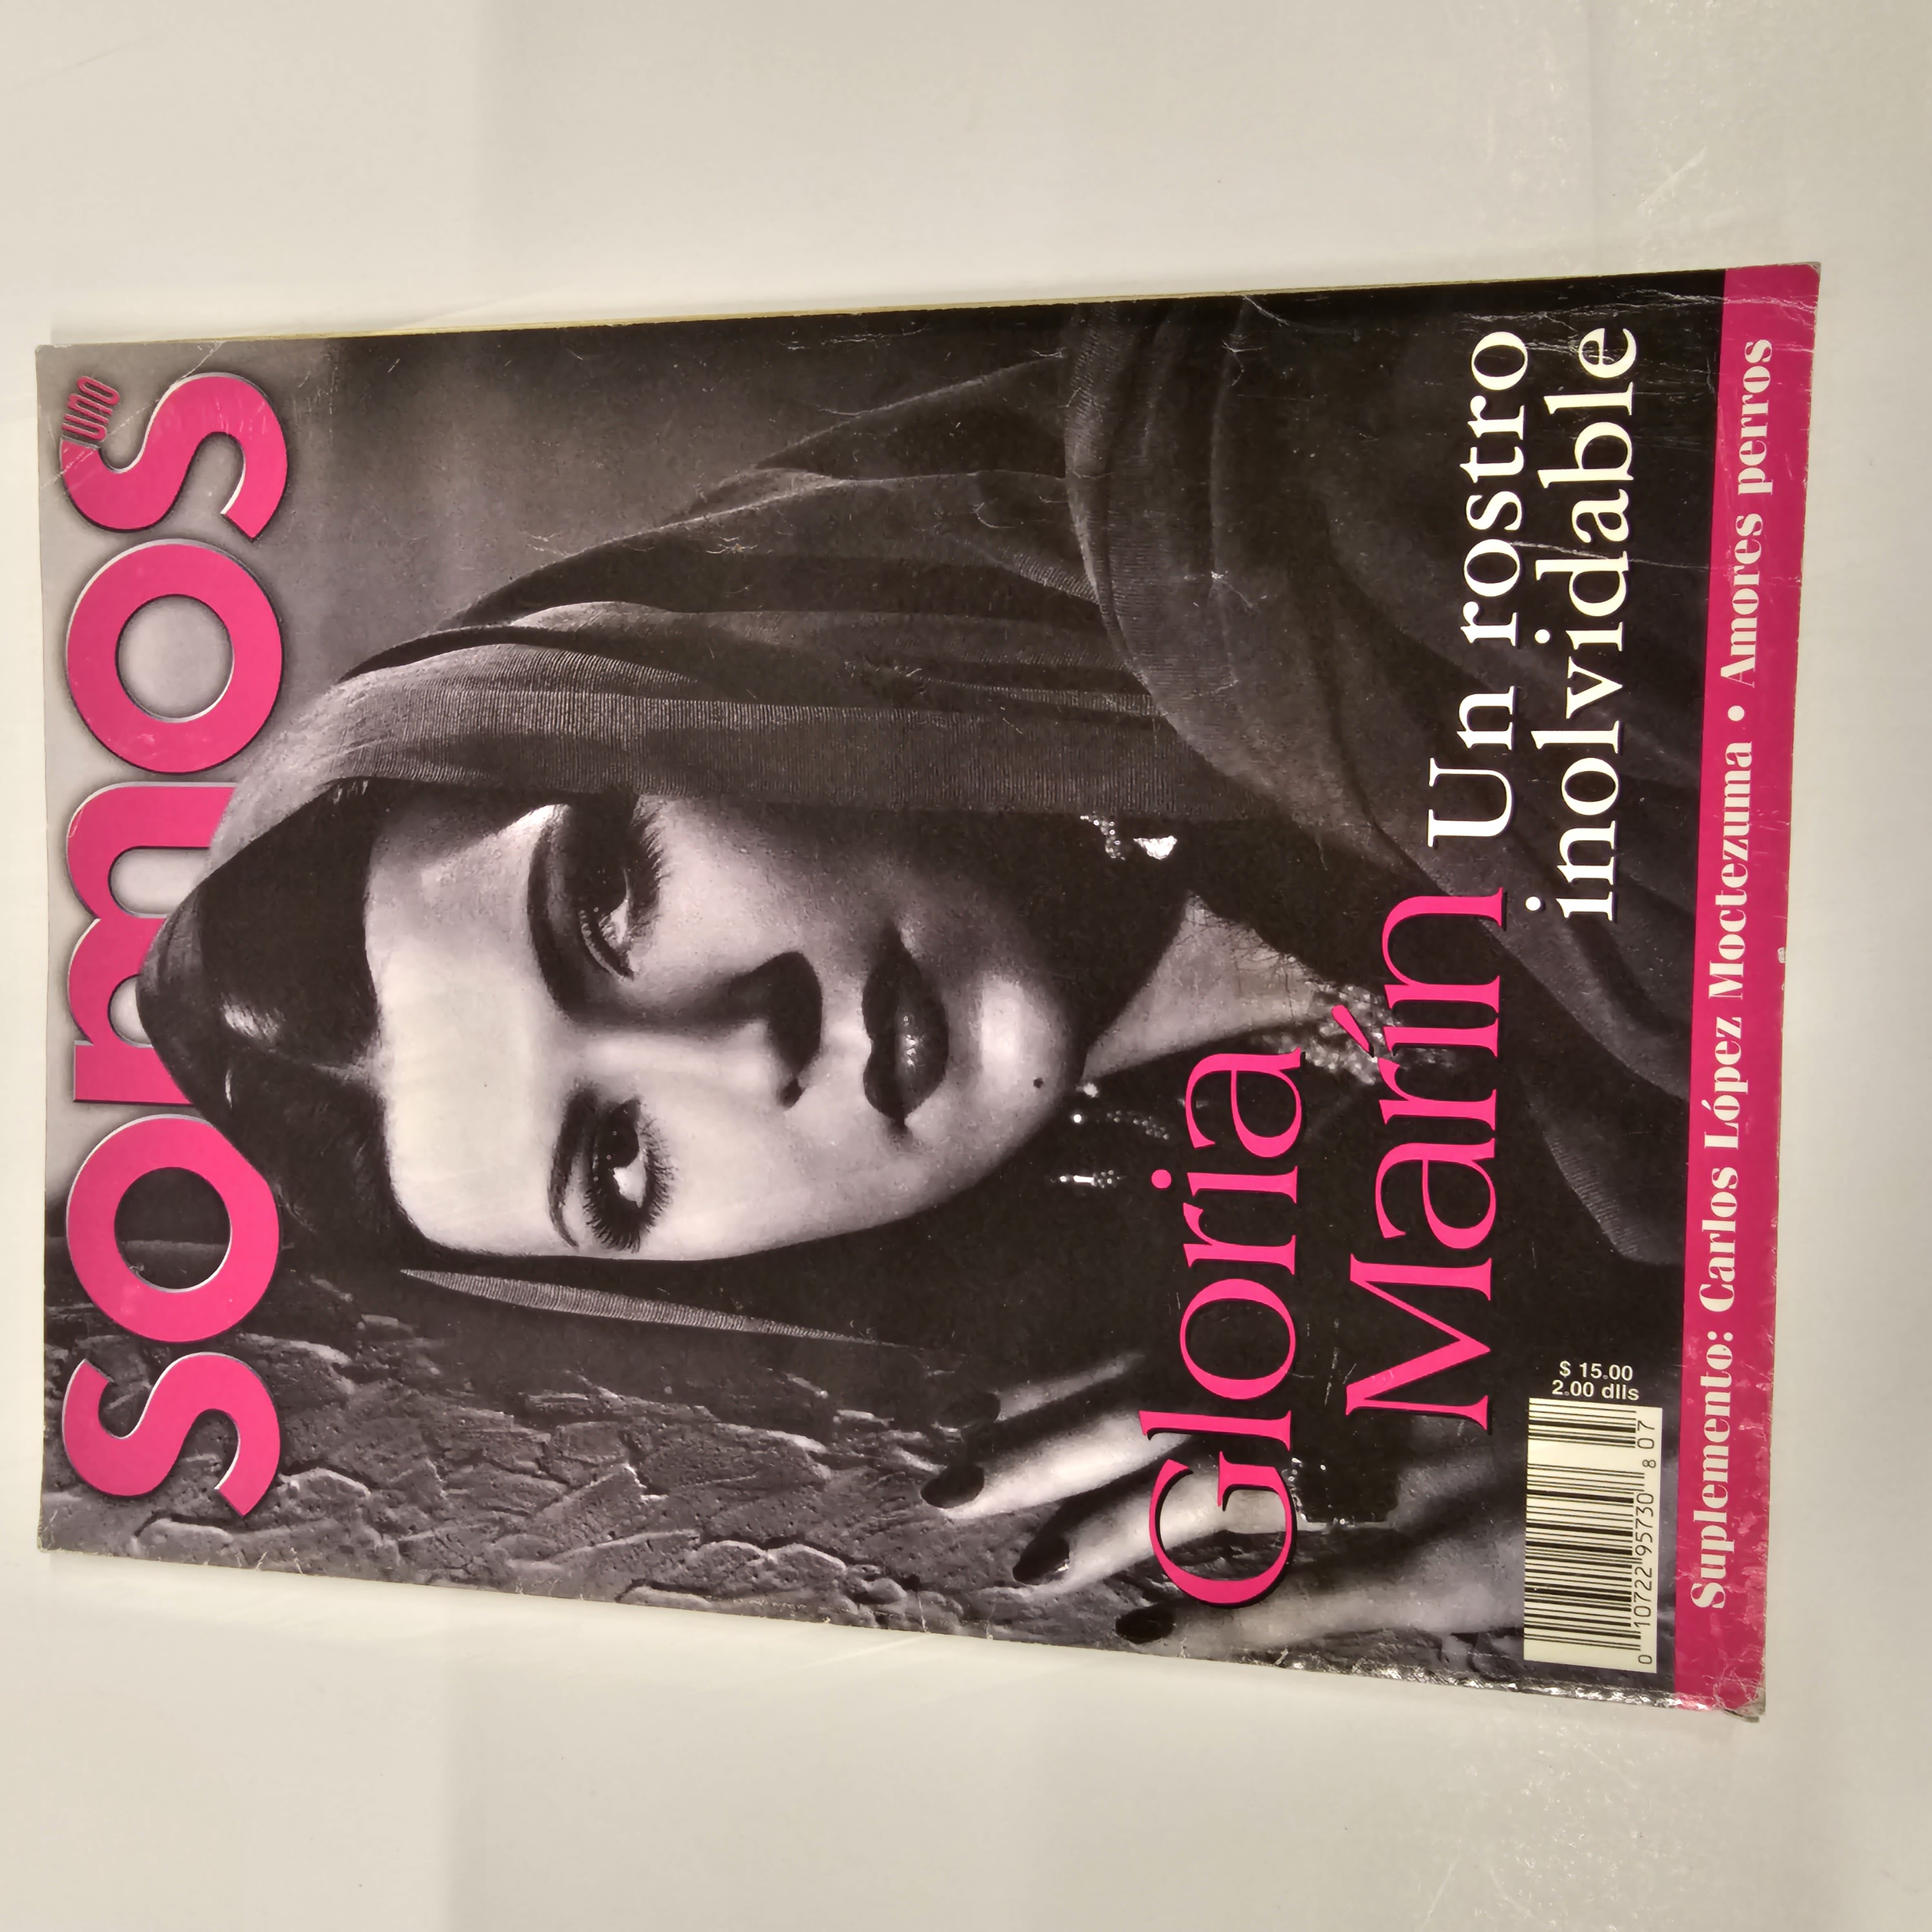 somos
uno
Gloria
Marín
Un rostro
inolvidable
$ 15.00
2.00 dlls
0 10722 95730 8 07
Suplemento: Carlos López Moctezuma • Amores perros